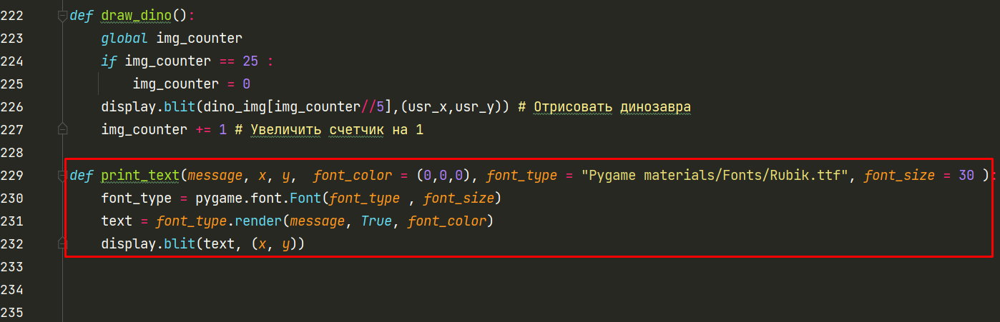 222 def draw_dino():
223 global img_counter
224 if img_counter == 25 :
225 img_counter = 0
226 display.blit(dino_img[img_counter//5],(usr_x,usr_y)) # Отрисовать динозавра
227 img_counter += 1 # Увеличить счетчик на 1
228
229 def print_text(message, x, y,  font_color = (0,0,0), font_type = "Pygame materials/Fonts/Rubik.ttf", font_size = 30 ):
230 font_type = pygame.font.Font(font_type , font_size)
231 text = font_type.render(message, True, font_color)
232 display.blit(text, (x, y))
233
234
235